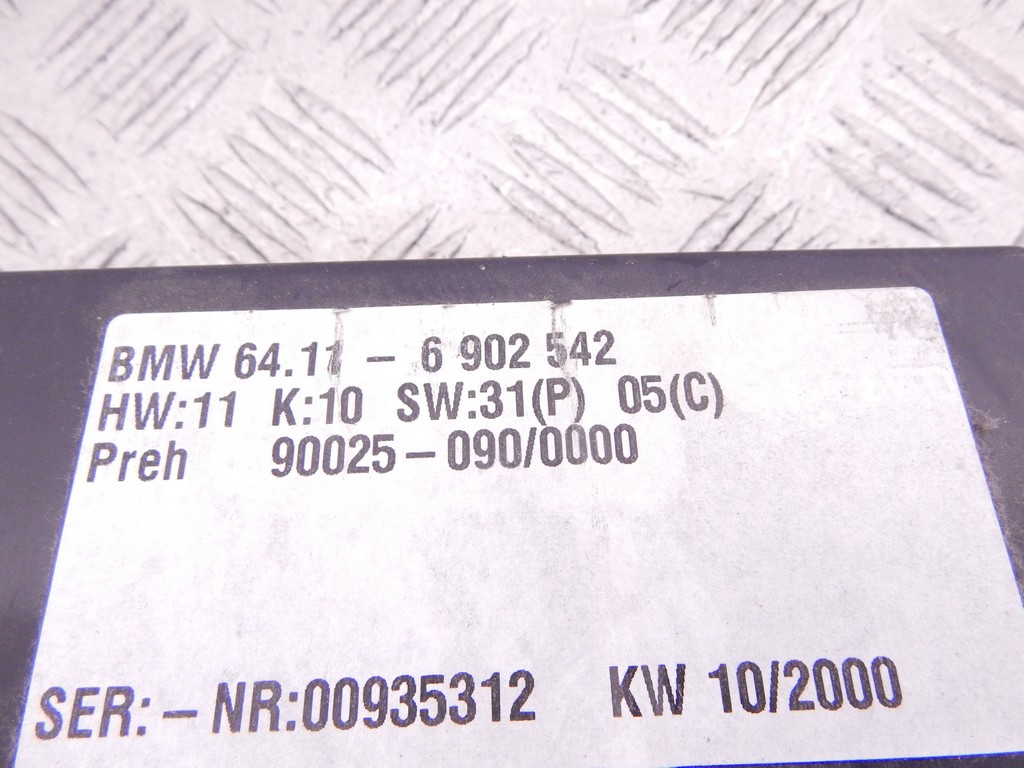 BMW 64.11 – 6 902 542
HW:11 K:10 SW:31(P) 05(C)
Preh 90025–090/0000
SER:–NR:00935312 KW 10/2000